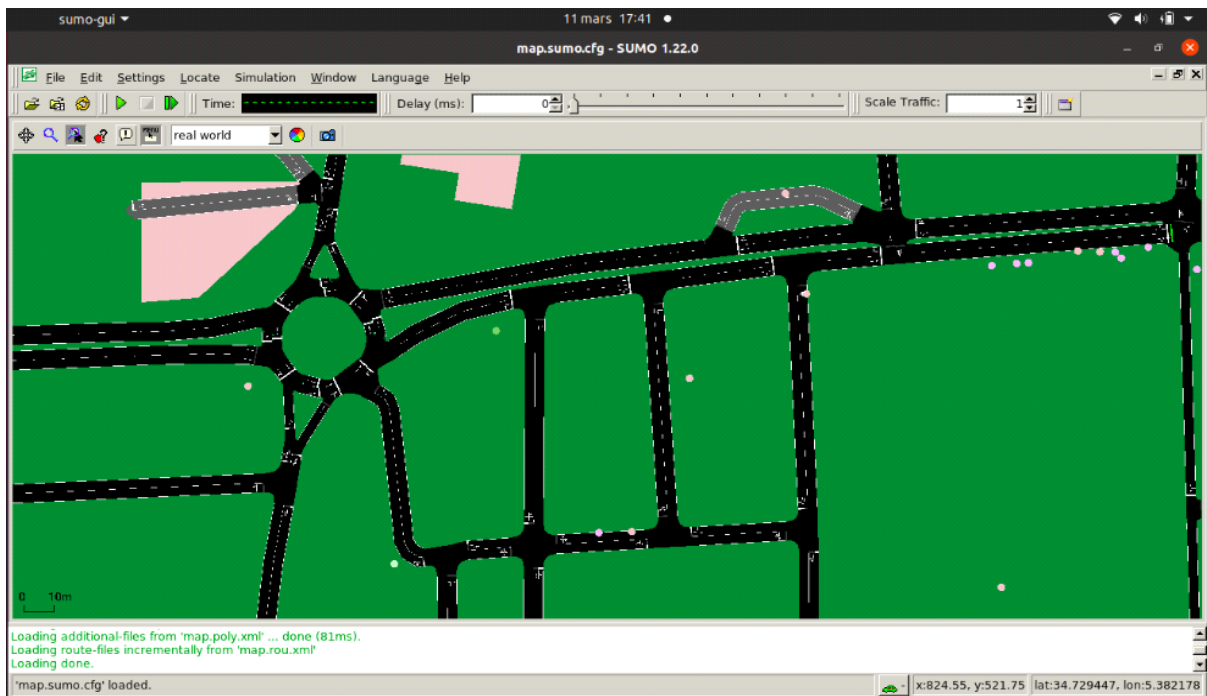 sumo-gui
11 mars 17:41
map.sumo.cfg - SUMO 1.22.0
File Edit Settings Locate Simulation Window Language Help
Time: Delay (ms): 0 Scale Traffic: 1
real world
0 10m
Loading additional-files from 'map.poly.xml' ... done (81ms).
Loading route-files incrementally from 'map.rou.xml'
Loading done.
'map.sumo.cfg' loaded. x:824.55, y:521.75 lat:34.729447, lon:5.382178